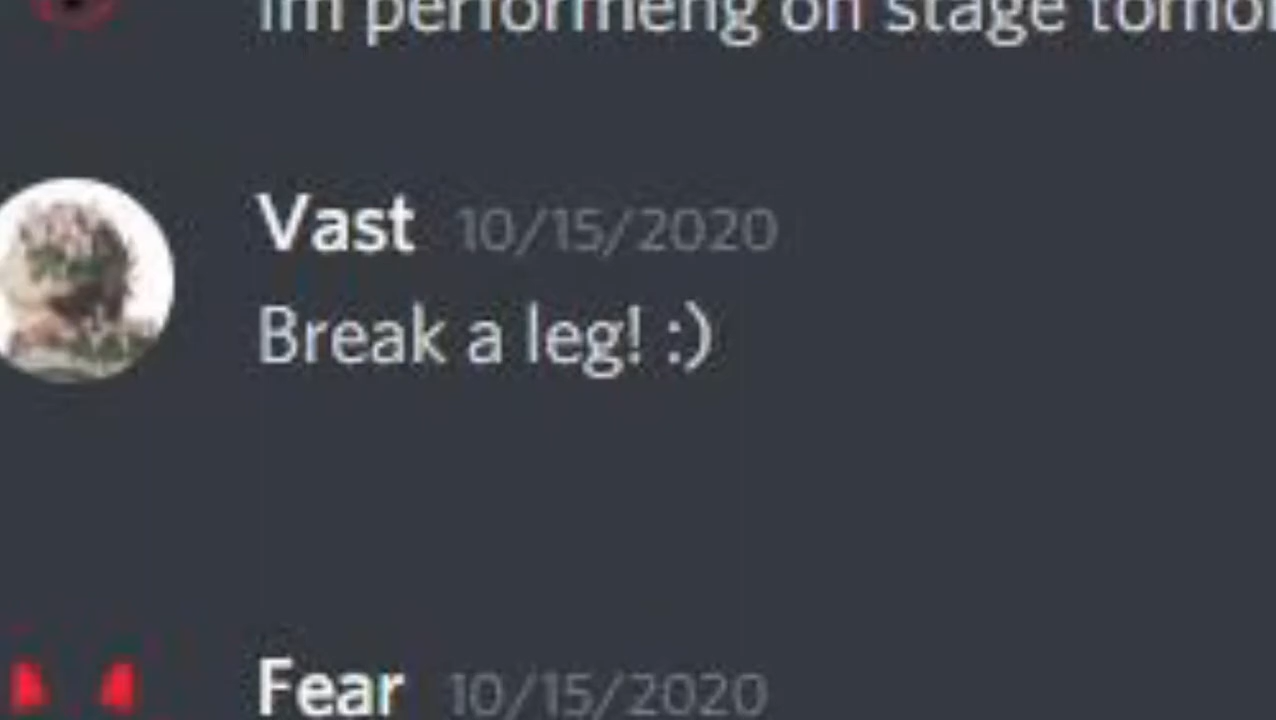 im performeng on stage
Vast 10/15/2020
Break a leg! :)
Fear 10/15/2020